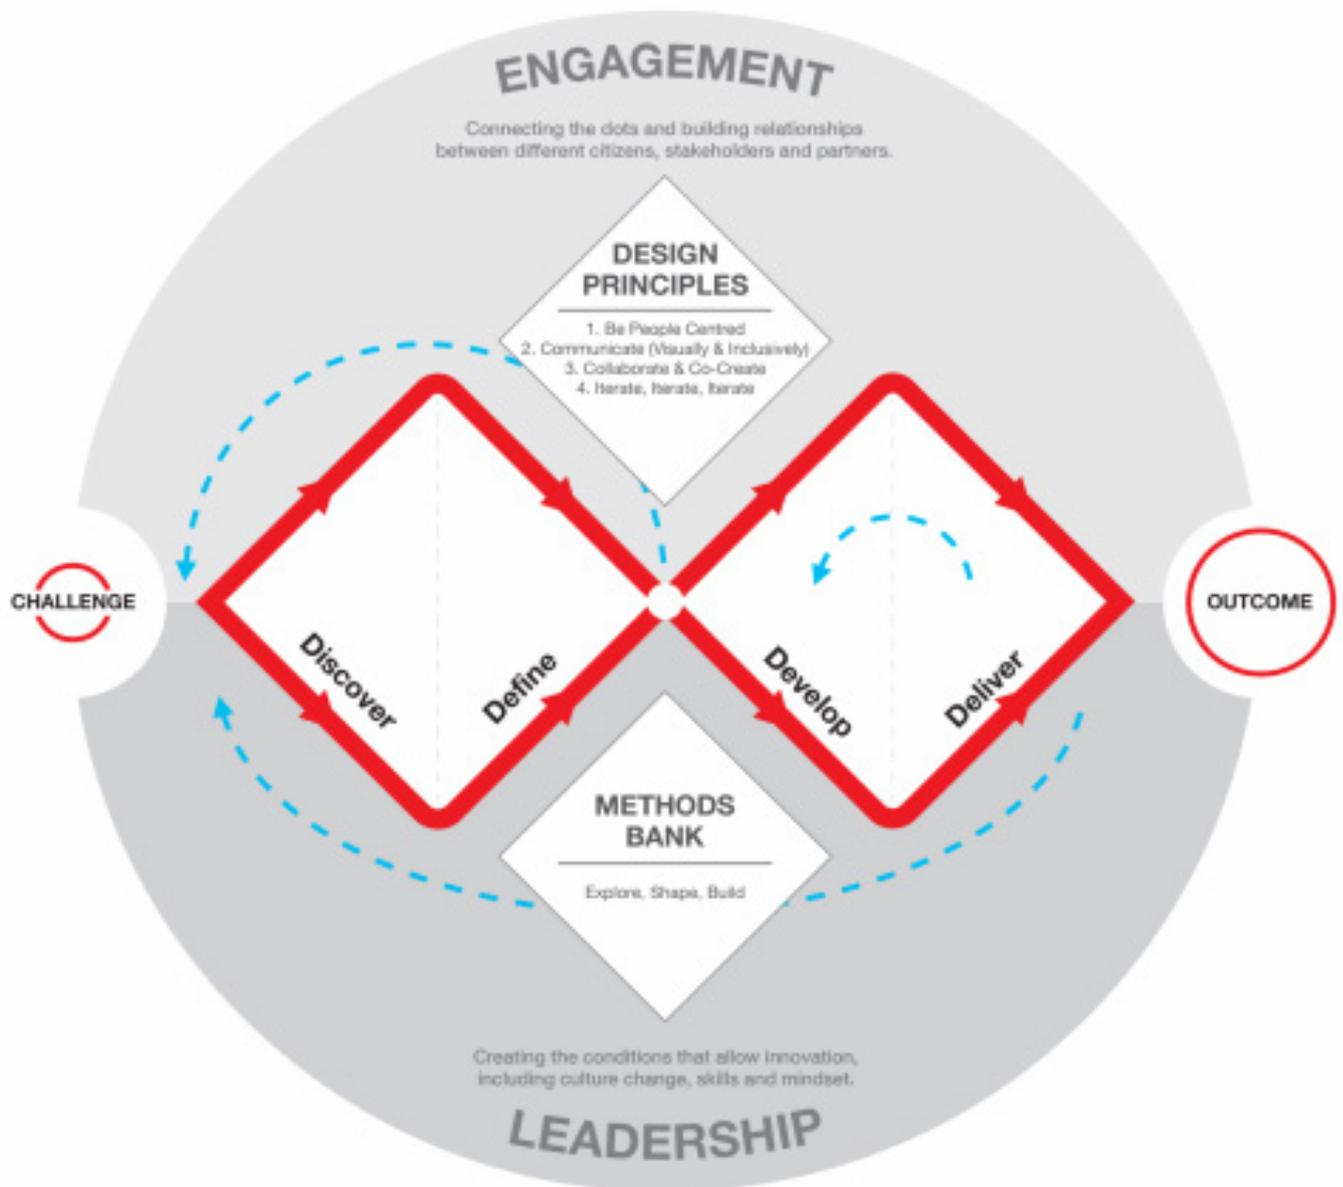 ENGAGEMENT
Connecting the dots and building relationships
between different citizens, stakeholders and partners.
DESIGN
PRINCIPLES
1. Be People Centred
2. Communicate (Visually & Inclusively)
3. Collaborate & Co-Create
4. Iterate, Iterate, Iterate
CHALLENGE
OUTCOME
Discover
Define
Develop
Deliver
METHODS
BANK
Explore, Shape, Build
Creating the conditions that allow innovation,
including culture change, skills and mindset.
LEADERSHIP